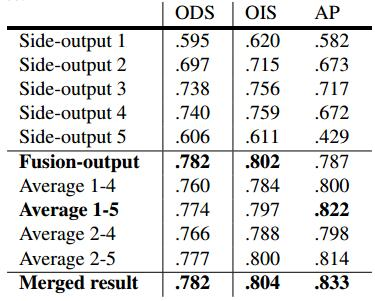 ODS OIS AP
Side-output 1 .595 .620 .582
Side-output 2 .697 .715 .673
Side-output 3 .738 .756 .717
Side-output 4 .740 .759 .672
Side-output 5 .606 .611 .429
Fusion-output .782 .802 .787
Average 1-4 .760 .784 .800
Average 1-5 .774 .797 .822
Average 2-4 .766 .788 .798
Average 2-5 .777 .800 .814
Merged result .782 .804 .833